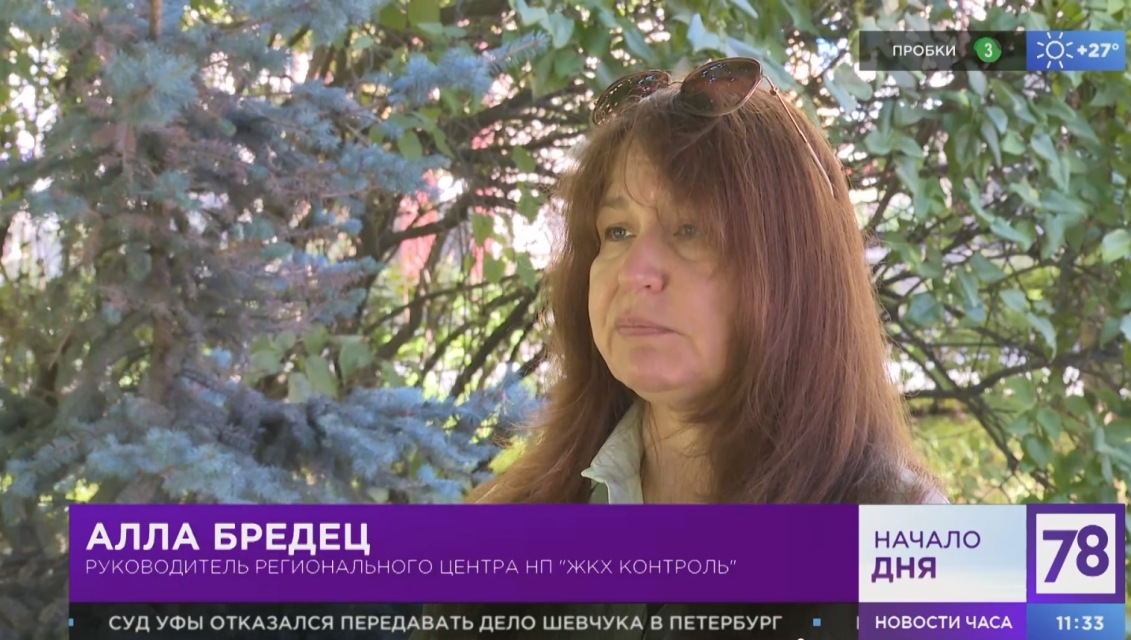 ПРОБКИ 3 +27°
АЛЛА БРЕДЕЦ
РУКОВОДИТЕЛЬ РЕГИОНАЛЬНОГО ЦЕНТРА НП "ЖКХ КОНТРОЛЬ"
НАЧАЛО
ДНЯ
78
СУД УФЫ ОТКАЗАЛСЯ ПЕРЕДАВАТЬ ДЕЛО ШЕВЧУКА В ПЕТЕРБУРГ
НОВОСТИ ЧАСА 11:33